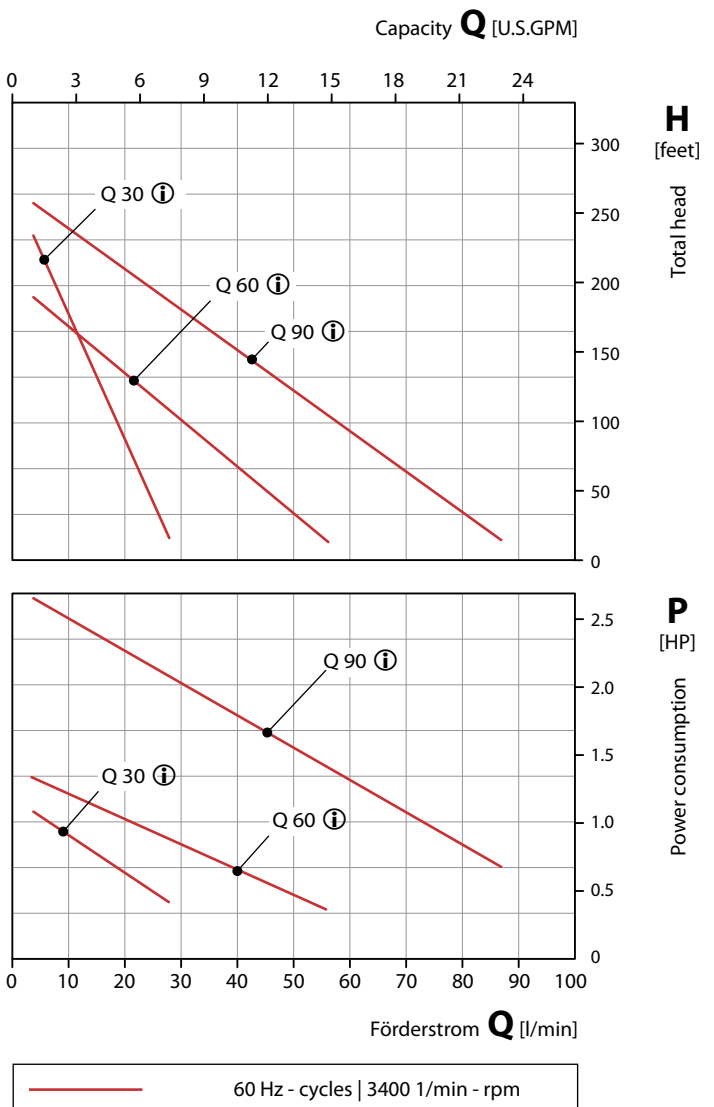 Capacity Q [U.S.GPM]
0 3 6 9 12 15 18 21 24
H
[feet]
Total head
300
250
200
150
100
50
0
Q 30 i
Q 60 i
Q 90 i
P
[HP]
Power consumption
2.5
2.0
1.5
1.0
0.5
0
Q 90 i
Q 30 i
Q 60 i
0 10 20 30 40 50 60 70 80 90 100
Förderstrom Q [l/min]
60 Hz - cycles | 3400 1/min - rpm